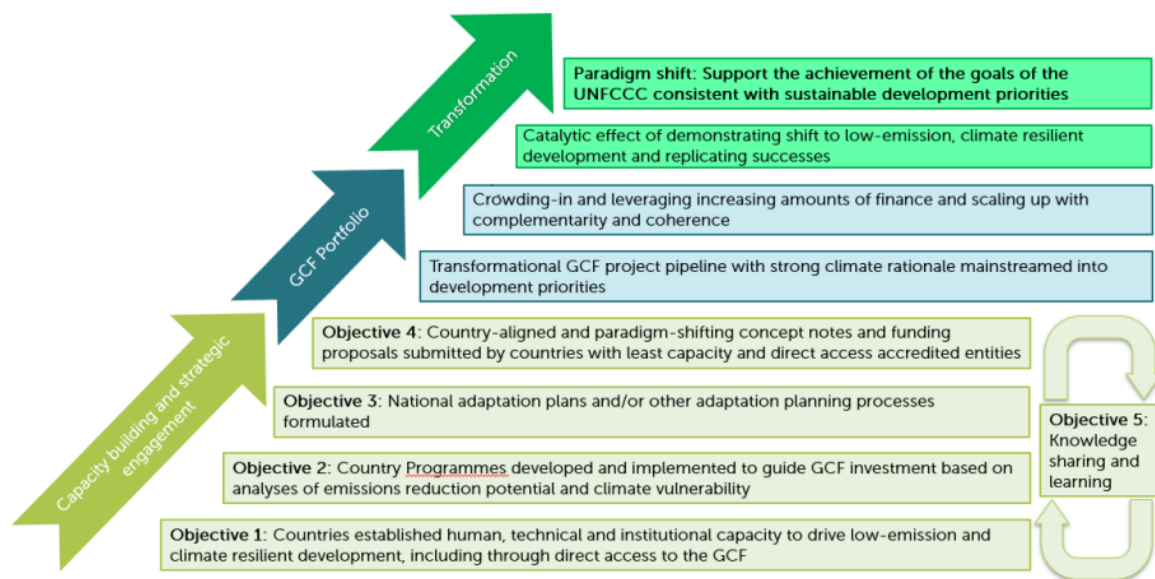 Transformation
Paradigm shift: Support the achievement of the goals of the
UNFCCC consistent with sustainable development priorities
Catalytic effect of demonstrating shift to low-emission, climate resilient
development and replicating successes
GCF Portfolio
Crowding-in and leveraging increasing amounts of finance and scaling up with
complementarity and coherence
Transformational GCF project pipeline with strong climate rationale mainstreamed into
development priorities
Capacity building and strategic
engagement
Objective 4: Country-aligned and paradigm-shifting concept notes and funding
proposals submitted by countries with least capacity and direct access accredited entities
Objective 3: National adaptation plans and/or other adaptation planning processes
formulated
Objective 2: Country Programmes developed and implemented to guide GCF investment based on
analyses of emissions reduction potential and climate vulnerability
Objective 1: Countries established human, technical and institutional capacity to drive low-emission and
climate resilient development, including through direct access to the GCF
Objective 5:
Knowledge
sharing and
learning